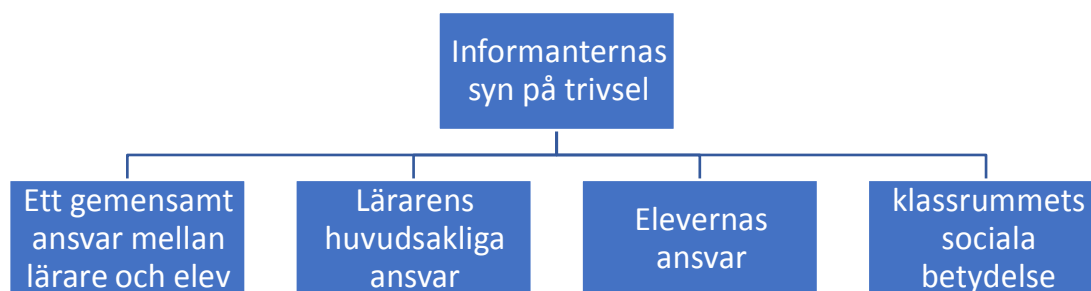 Informanternas
syn på trivsel
Ett gemensamt
ansvar mellan
lärare och elev
Lärarens
huvudsakliga
ansvar
Elevernas
ansvar
klassrummets
sociala
betydelse